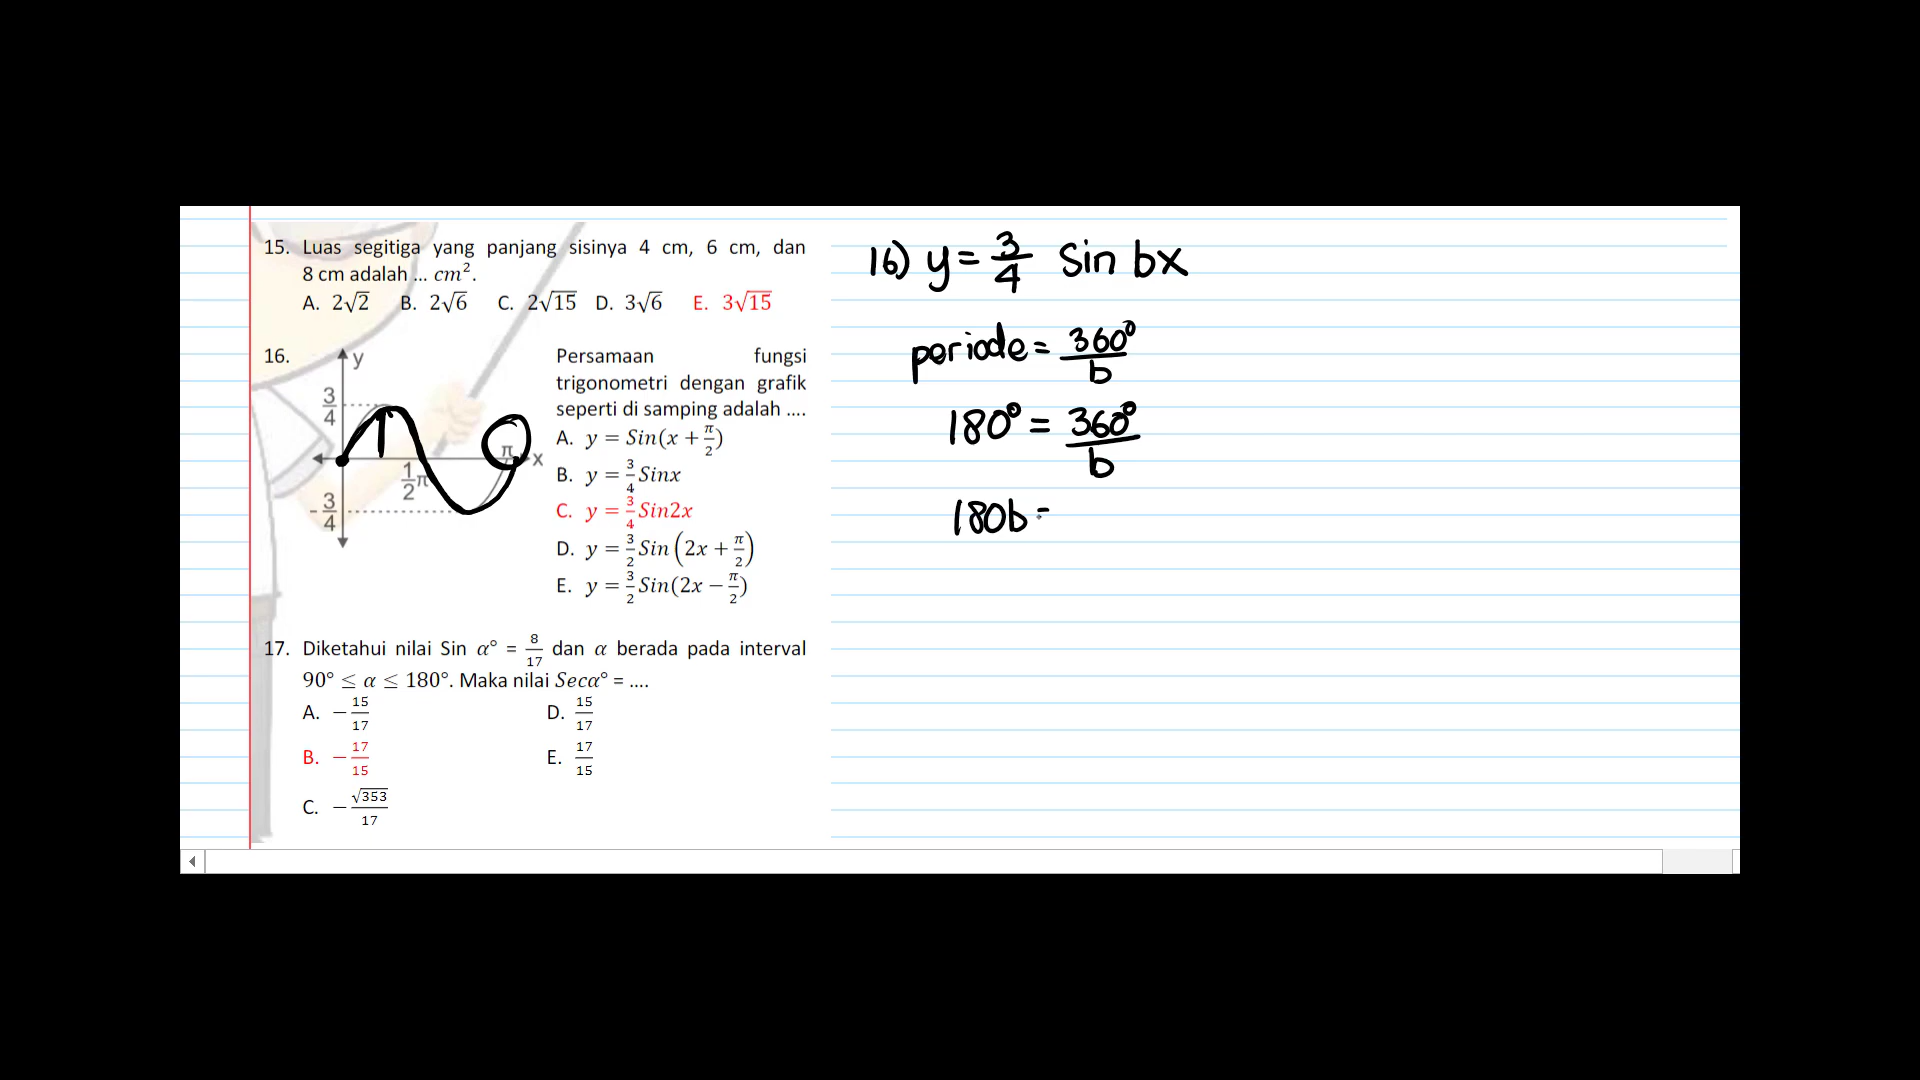 15. Luas segitiga yang panjang sisinya 4 cm, 6 cm, dan
8 cm adalah ... cm².
A. 2√2 B. 2√6 C. 2√15 D. 3√6 E. 3√15
16. Persamaan fungsi
trigonometri dengan grafik
seperti di samping adalah ....
y
3/4
π
x
1/2 π
-3/4
A. y = Sin(x + π/2)
B. y = 3/4 Sinx
C. y = 3/4 Sin2x
D. y = 3/2 Sin (2x + π/2)
E. y = 3/2 Sin(2x − π/2)
17. Diketahui nilai Sin α° = 8/17 dan α berada pada interval
90° ≤ α ≤ 180°. Maka nilai Secα° = ....
A. −15/17 D. 15/17
B. −17/15 E. 17/15
C. −√353/17
16) y = 3/4 Sin bx
periode = 360°/b
180° = 360°/b
180b =